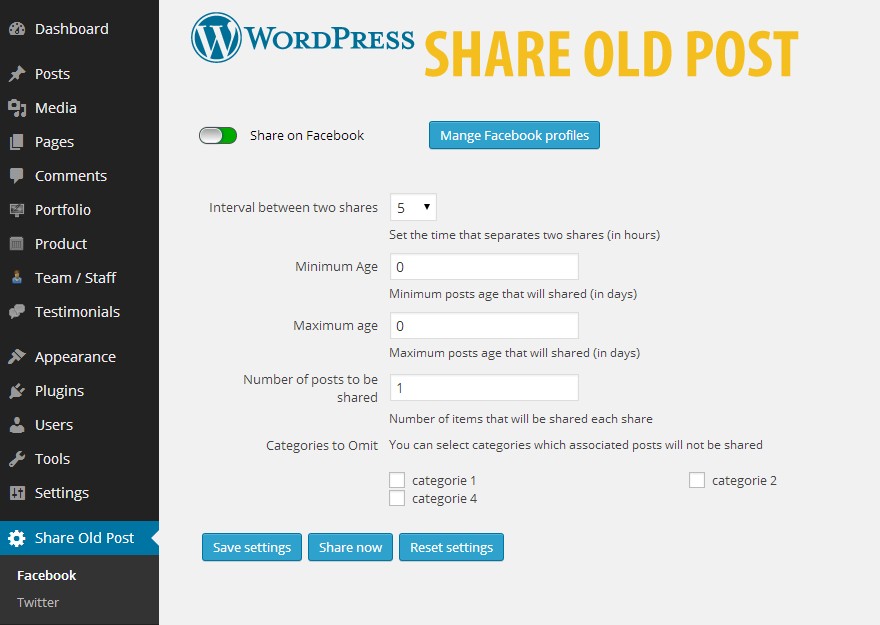 Dashboard
Posts
Media
Pages
Comments
Portfolio
Product
Team / Staff
Testimonials
Appearance
Plugins
Users
Tools
Settings
Share Old Post
Facebook
Twitter
WORDPRESS SHARE OLD POST
Share on Facebook Mange Facebook profiles
Interval between two shares 5
Set the time that separates two shares (in hours)
Minimum Age 0
Minimum posts age that will shared (in days)
Maximum age 0
Maximum posts age that will shared (in days)
Number of posts to be
shared 1
Number of items that will be shared each share
Categories to Omit You can select categories which associated posts will not be shared
categorie 1 categorie 2
categorie 4
Save settings Share now Reset settings